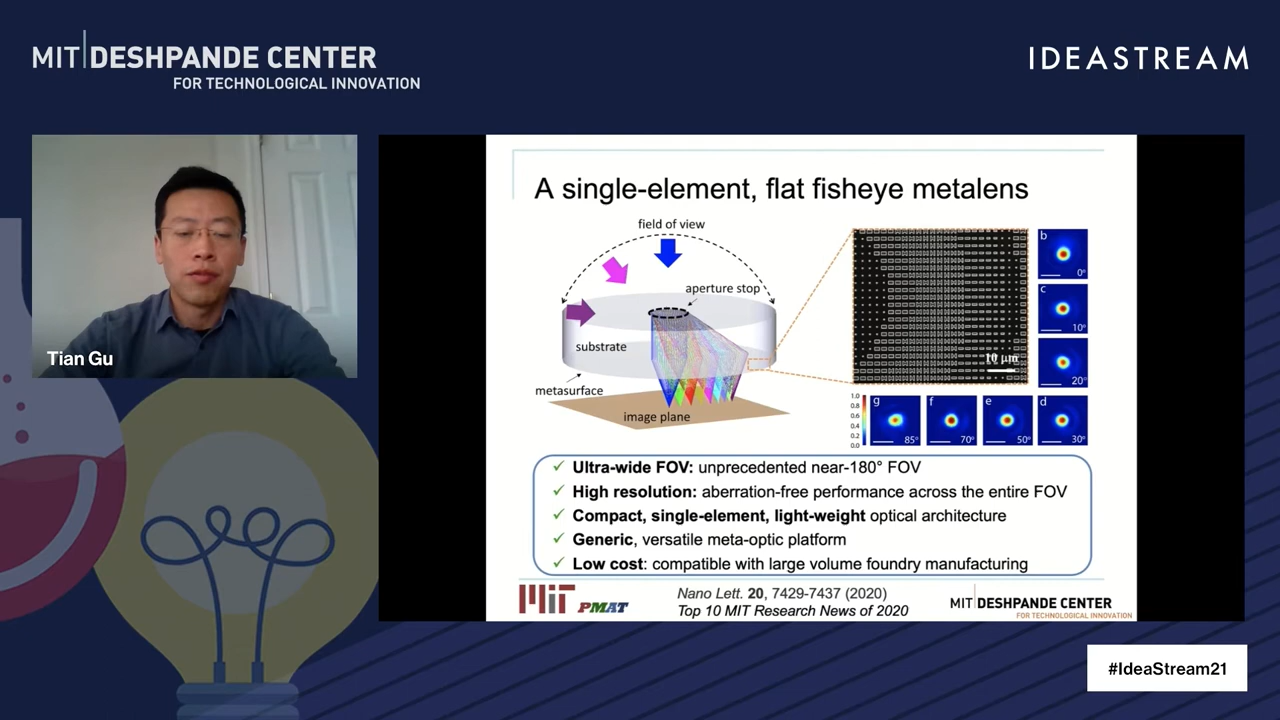 MIT DESHPANDE CENTER
FOR TECHNOLOGICAL INNOVATION
IDEASTREAM
Tian Gu
A single-element, flat fisheye metalens
field of view
aperture stop
substrate
metasurface
image plane
10 μm
b
0°
c
10°
20°
g
85°
f
70°
e
50°
d
30°
1.0
0.8
0.6
0.4
0.2
0.0
✓ Ultra-wide FOV: unprecedented near-180° FOV
✓ High resolution: aberration-free performance across the entire FOV
✓ Compact, single-element, light-weight optical architecture
✓ Generic, versatile meta-optic platform
✓ Low cost: compatible with large volume foundry manufacturing
MIT PMAT
Nano Lett. 20, 7429-7437 (2020)
Top 10 MIT Research News of 2020
MIT DESHPANDE CENTER
FOR TECHNOLOGICAL INNOVATION
#IdeaStream21